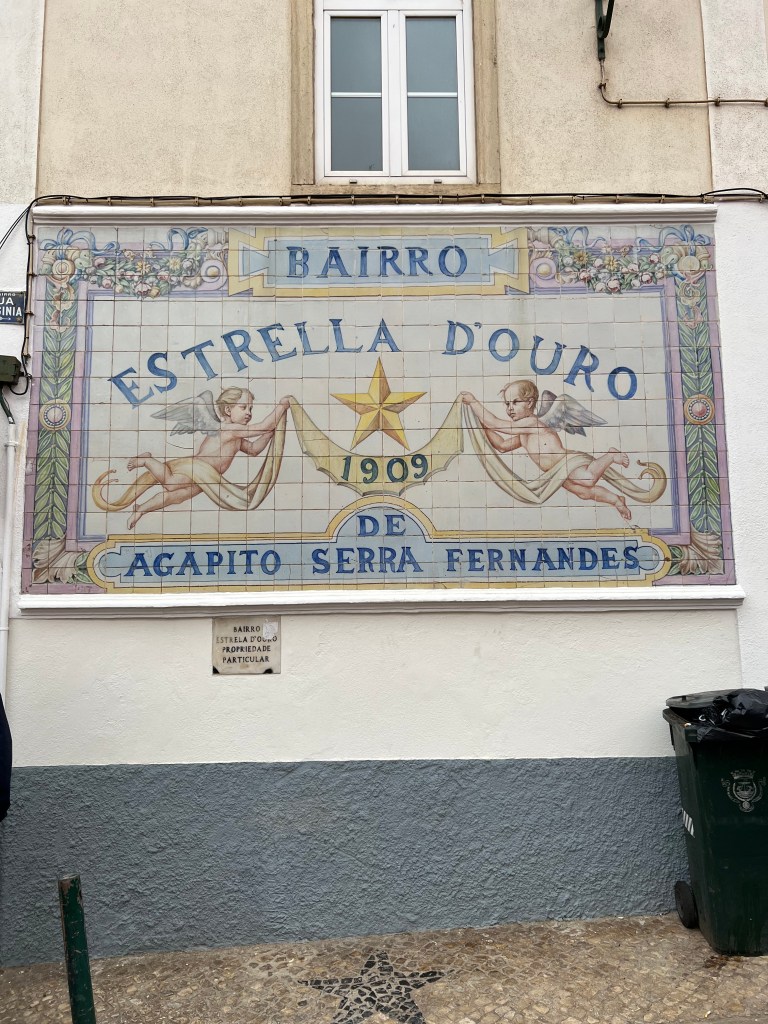 BAIRRO
ESTRELLA D'OURO
1909
DE
AGAPITO SERRA FERNANDES
BAIRRO
ESTRELA D'OURO
PROPRIEDADE
PARTICULAR